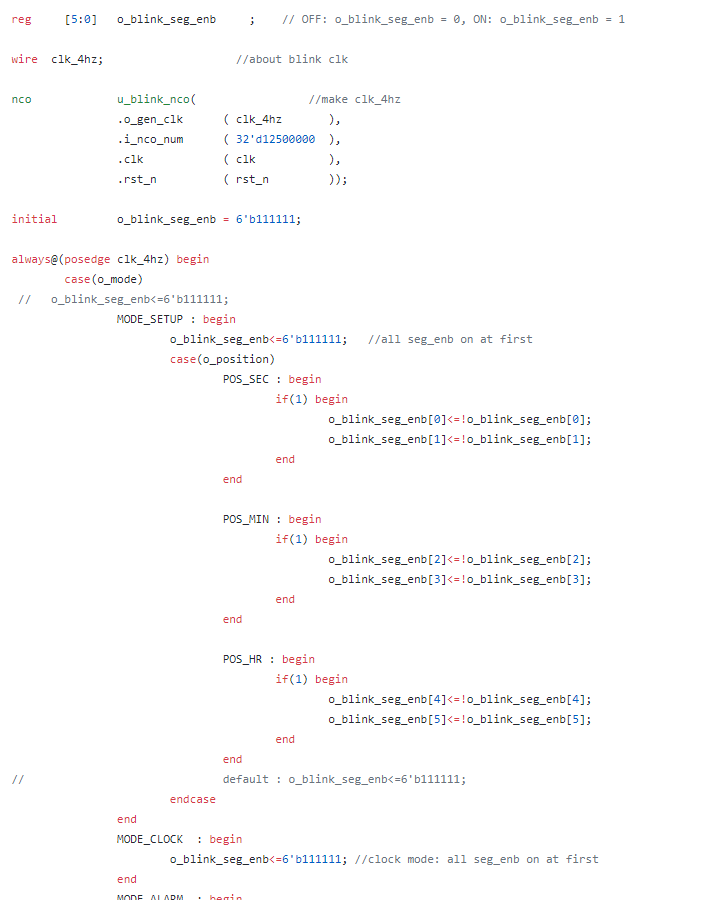 reg     [5:0]   o_blink_seg_enb     ;    // OFF: o_blink_seg_enb = 0, ON: o_blink_seg_enb = 1
wire  clk_4hz;                    //about blink clk
nco             u_blink_nco(                 //make clk_4hz
                .o_gen_clk      ( clk_4hz       ),
                .i_nco_num      ( 32'd12500000  ),
                .clk            ( clk           ),
                .rst_n          ( rst_n         ));
initial         o_blink_seg_enb = 6'b111111;
always@(posedge clk_4hz) begin
        case(o_mode)
 //   o_blink_seg_enb<=6'b111111;
                MODE_SETUP : begin
                        o_blink_seg_enb<=6'b111111;   //all seg_enb on at first
                        case(o_position)
                                POS_SEC : begin
                                        if(1) begin
                                                o_blink_seg_enb[0]<=!o_blink_seg_enb[0];
                                                o_blink_seg_enb[1]<=!o_blink_seg_enb[1];
                                        end
                                end
                                POS_MIN : begin
                                        if(1) begin
                                                o_blink_seg_enb[2]<=!o_blink_seg_enb[2];
                                                o_blink_seg_enb[3]<=!o_blink_seg_enb[3];
                                        end
                                end
                                POS_HR : begin
                                        if(1) begin
                                                o_blink_seg_enb[4]<=!o_blink_seg_enb[4];
                                                o_blink_seg_enb[5]<=!o_blink_seg_enb[5];
                                        end
                                end
//                              default : o_blink_seg_enb<=6'b111111;
                        endcase
                end
                MODE_CLOCK  : begin
                        o_blink_seg_enb<=6'b111111; //clock mode: all seg_enb on at first
                end
                MODE_ALARM  : begin